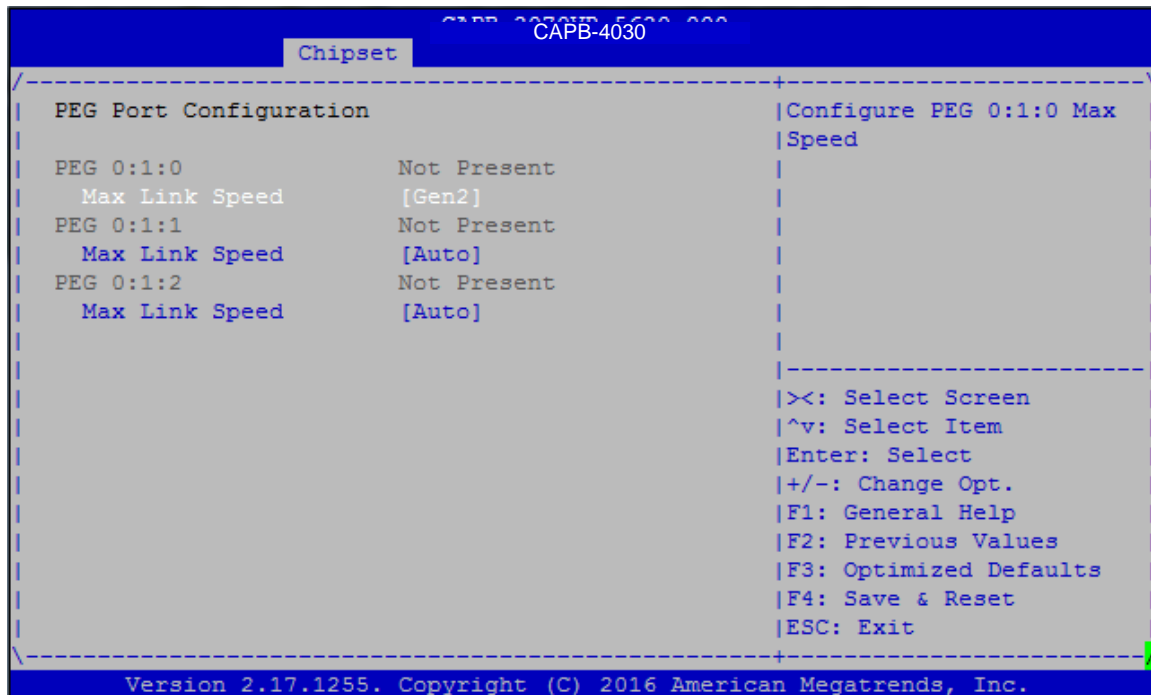 CAPB-4030
Chipset
PEG Port Configuration
Configure PEG 0:1:0 Max
Speed
PEG 0:1:0 Not Present
Max Link Speed [Gen2]
PEG 0:1:1 Not Present
Max Link Speed [Auto]
PEG 0:1:2 Not Present
Max Link Speed [Auto]
><: Select Screen
^v: Select Item
Enter: Select
+/-: Change Opt.
F1: General Help
F2: Previous Values
F3: Optimized Defaults
F4: Save & Reset
ESC: Exit
Version 2.17.1255. Copyright (C) 2016 American Megatrends, Inc.